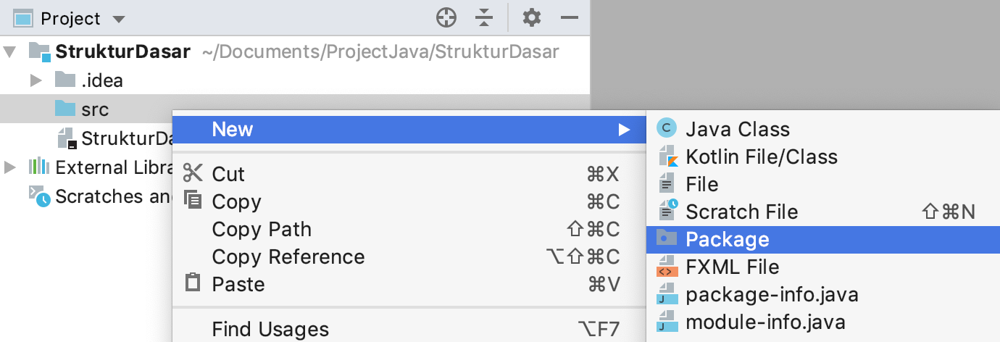 Project
StrukturDasar ~/Documents/ProjectJava/StrukturDasar
.idea
src
StrukturDa
External Libra
Scratches an
New
Cut ⌘X
Copy ⌘C
Copy Path ⇧⌘C
Copy Reference ⌥⇧⌘C
Paste ⌘V
Find Usages ⌥F7
Java Class
Kotlin File/Class
File
Scratch File ⇧⌘N
Package
FXML File
package-info.java
module-info.java